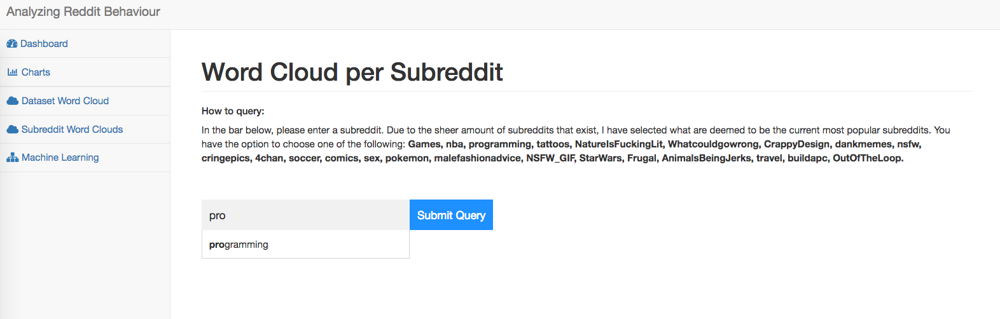 Analyzing Reddit Behaviour
Dashboard
Charts
Dataset Word Cloud
Subreddit Word Clouds
Machine Learning
Word Cloud per Subreddit
How to query:
In the bar below, please enter a subreddit. Due to the sheer amount of subreddits that exist, I have selected what are deemed to be the current most popular subreddits. You
have the option to choose one of the following: Games, nba, programming, tattoos, NatureIsFuckingLit, Whatcouldgowrong, CrappyDesign, dankmemes, nsfw,
cringepics, 4chan, soccer, comics, sex, pokemon, malefashionadvice, NSFW_GIF, StarWars, Frugal, AnimalsBeingJerks, travel, buildapc, OutOfTheLoop.
pro
Submit Query
programming